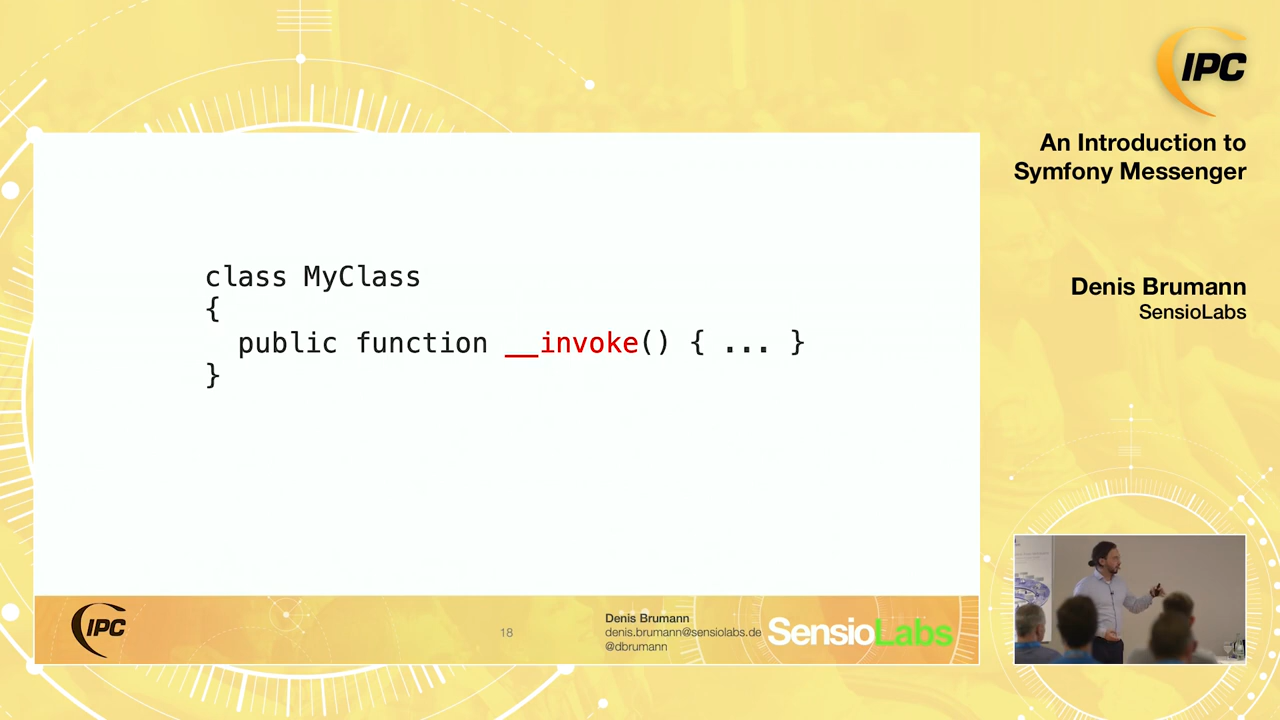 IPC
An Introduction to
Symfony Messenger
Denis Brumann
SensioLabs
class MyClass
{
  public function __invoke() { ... }
}
IPC
18
Denis Brumann
denis.brumann@sensiolabs.de
@dbrumann
SensioLabs